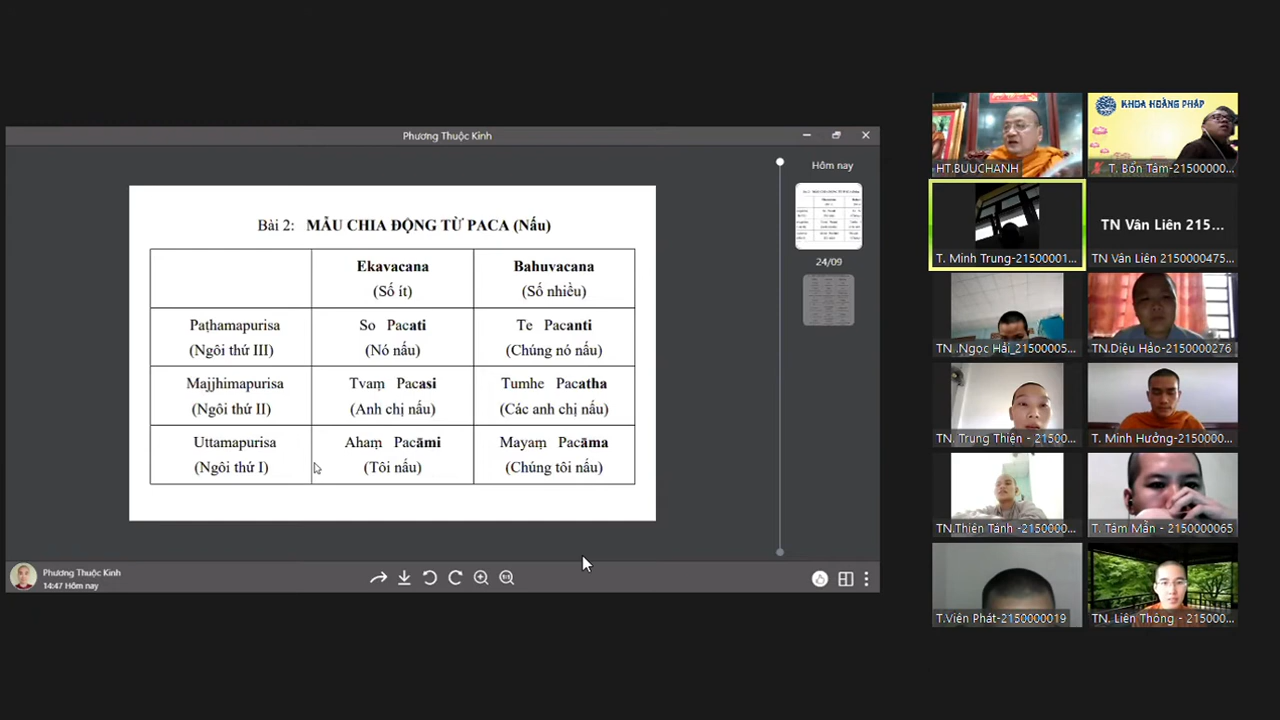 Phương Thuộc Kinh
Hôm nay
24/09
Bài 2: MẪU CHIA ĐỘNG TỪ PACA (Nấu)
Ekavacana Bahuvacana
(Số ít) (Số nhiều)
Paṭhamapurisa So Pacati Te Pacanti
(Ngôi thứ III) (Nó nấu) (Chúng nó nấu)
Majjhimapurisa Tvaṃ Pacasi Tumhe Pacatha
(Ngôi thứ II) (Anh chị nấu) (Các anh chị nấu)
Uttamapurisa Ahaṃ Pacāmi Mayaṃ Pacāma
(Ngôi thứ I) (Tôi nấu) (Chúng tôi nấu)
Phương Thuộc Kinh
14:47 Hôm nay
KHOA HOẰNG PHÁP
HT.BUUCHANH
T. Bổn Tâm-21500000...
TN Vân Liên 215...
T. Minh Trung-21500001...
TN Vân Liên 2150000475...
TN .Ngọc Hải_2150005...
TN.Diệu Hảo-2150000276
TN. Trung Thiện - 21500...
T. Minh Hưởng-2150000...
TN.Thiện Tánh -2150000...
T. Tâm Mẫn - 2150000065
T.Viên Phát-2150000019
TN. Liên Thông - 215000...